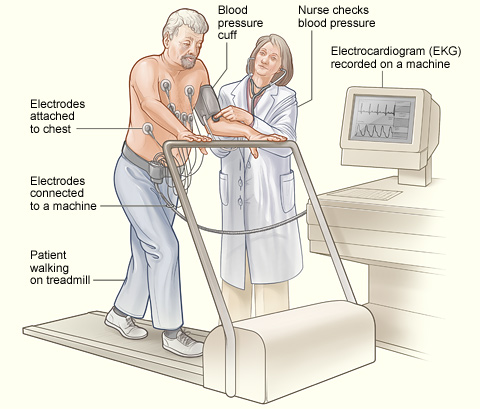 Blood
pressure
cuff
Nurse checks
blood pressure
Electrocardiogram (EKG)
recorded on a machine
Electrodes
attached
to chest
Electrodes
connected
to a machine
Patient
walking
on treadmill